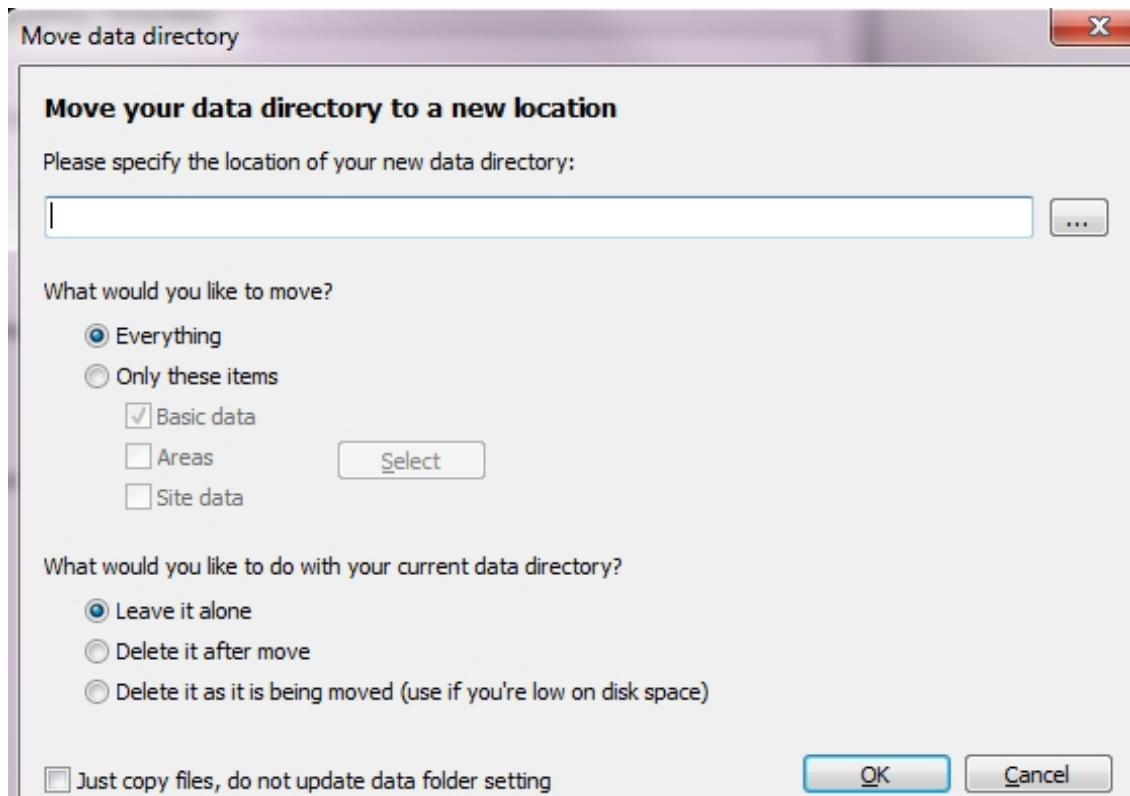 Move data directory
X
Move your data directory to a new location
Please specify the location of your new data directory:
...
What would you like to move?
Everything
Only these items
Basic data
Areas
Select
Site data
What would you like to do with your current data directory?
Leave it alone
Delete it after move
Delete it as it is being moved (use if you're low on disk space)
Just copy files, do not update data folder setting
OK
Cancel